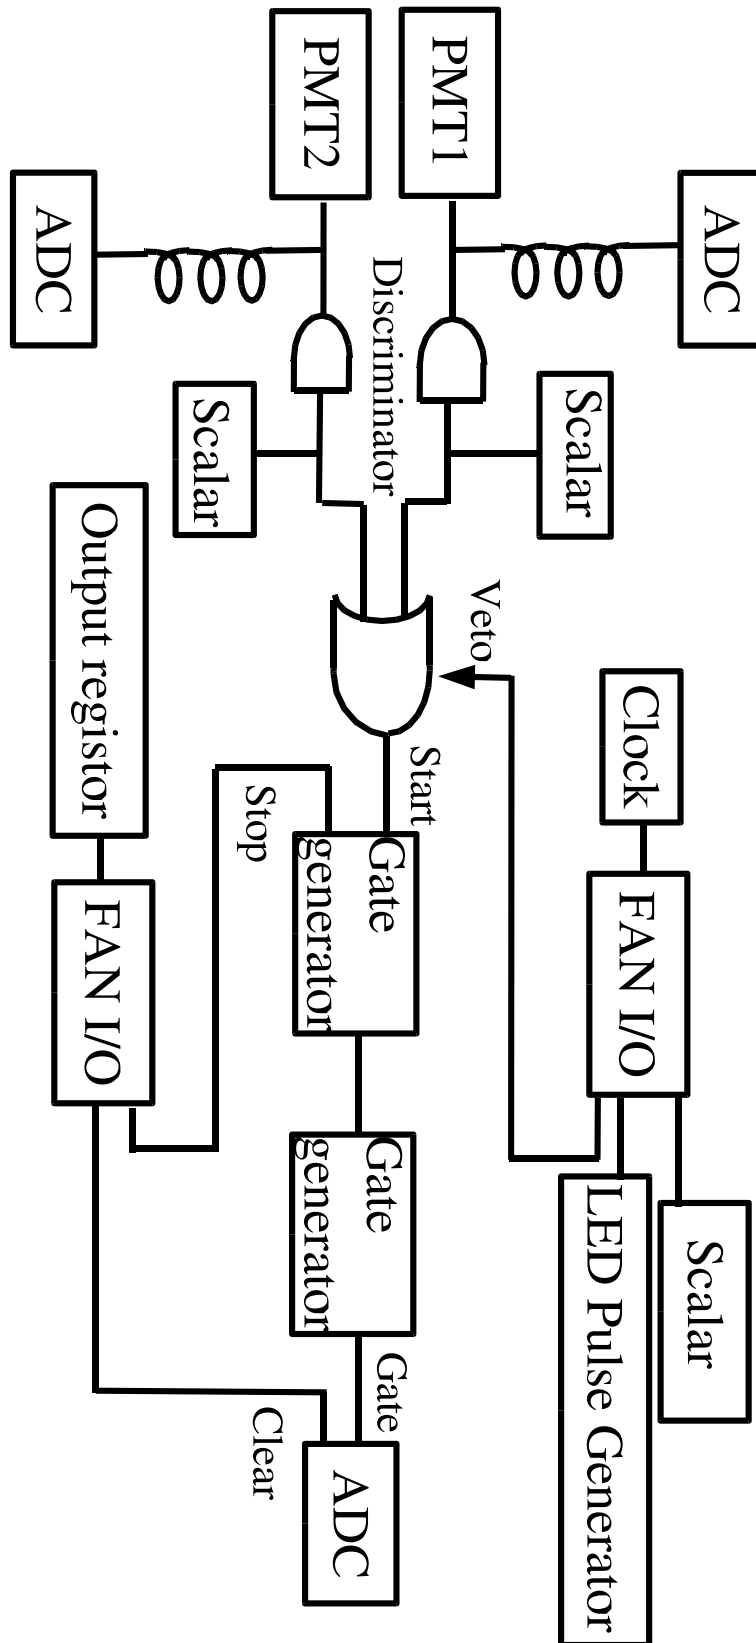 ADC
PMT1
Scalar
Discriminator
PMT2
Scalar
ADC
Clock
FAN I/O
Scalar
LED Pulse Generator
Veto
Start
Gate
generator
Gate
generator
Gate
ADC
Stop
Clear
Output registor
FAN I/O